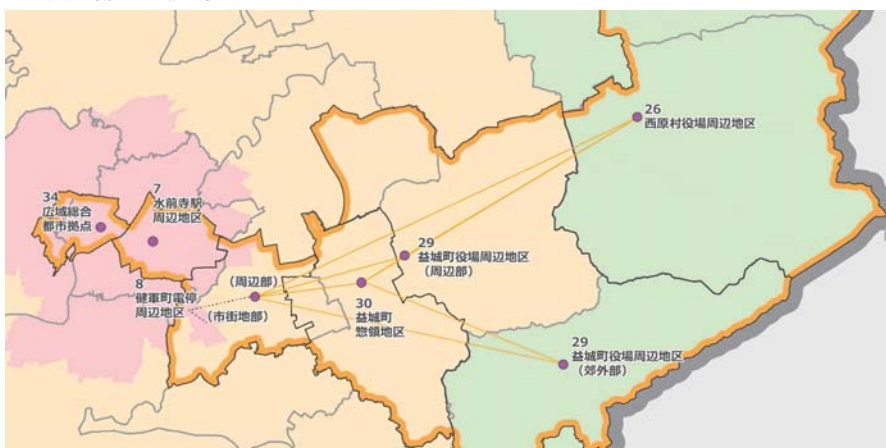 26
西原村役場周辺地区
34
広域総合
都市拠点
7
水前寺駅
周辺地区
29
益城町役場周辺地区
(周辺部)
8
健軍町電停
周辺地区
(周辺部)
(市街地部)
30
益城町
惣領地区
29
益城町役場周辺地区
(郊外部)